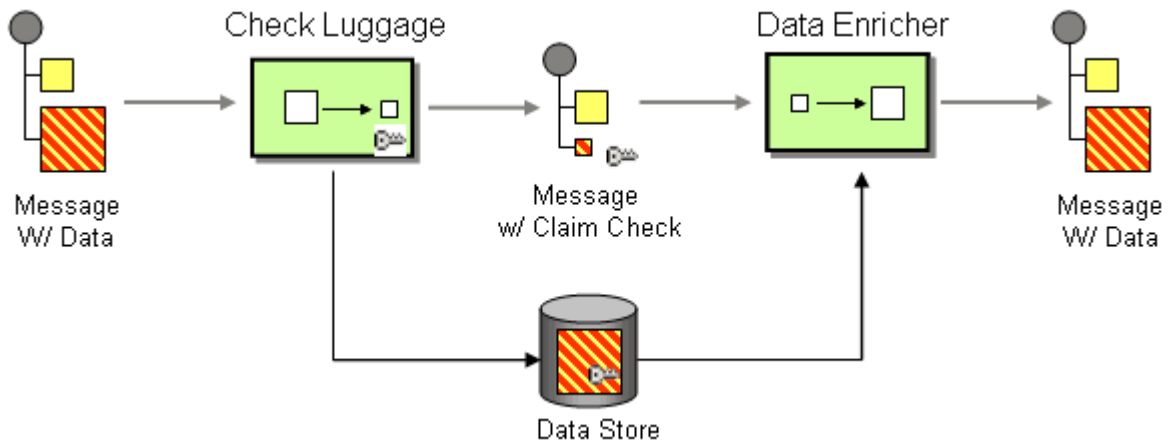 Check Luggage
Data Enricher
Message
W/ Data
Message
w/ Claim Check
Message
W/ Data
Data Store